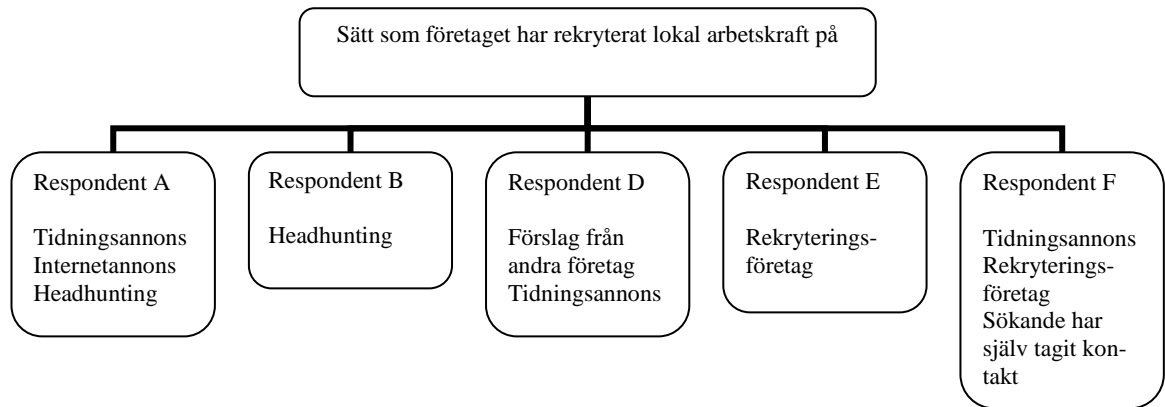 Sätt som företaget har rekryterat lokal arbetskraft på
Respondent A
Tidningsannons
Internetannons
Headhunting
Respondent B
Headhunting
Respondent D
Förslag från
andra företag
Tidningsannons
Respondent E
Rekryterings-
företag
Respondent F
Tidningsannons
Rekryterings-
företag
Sökande har
själv tagit kon-
takt